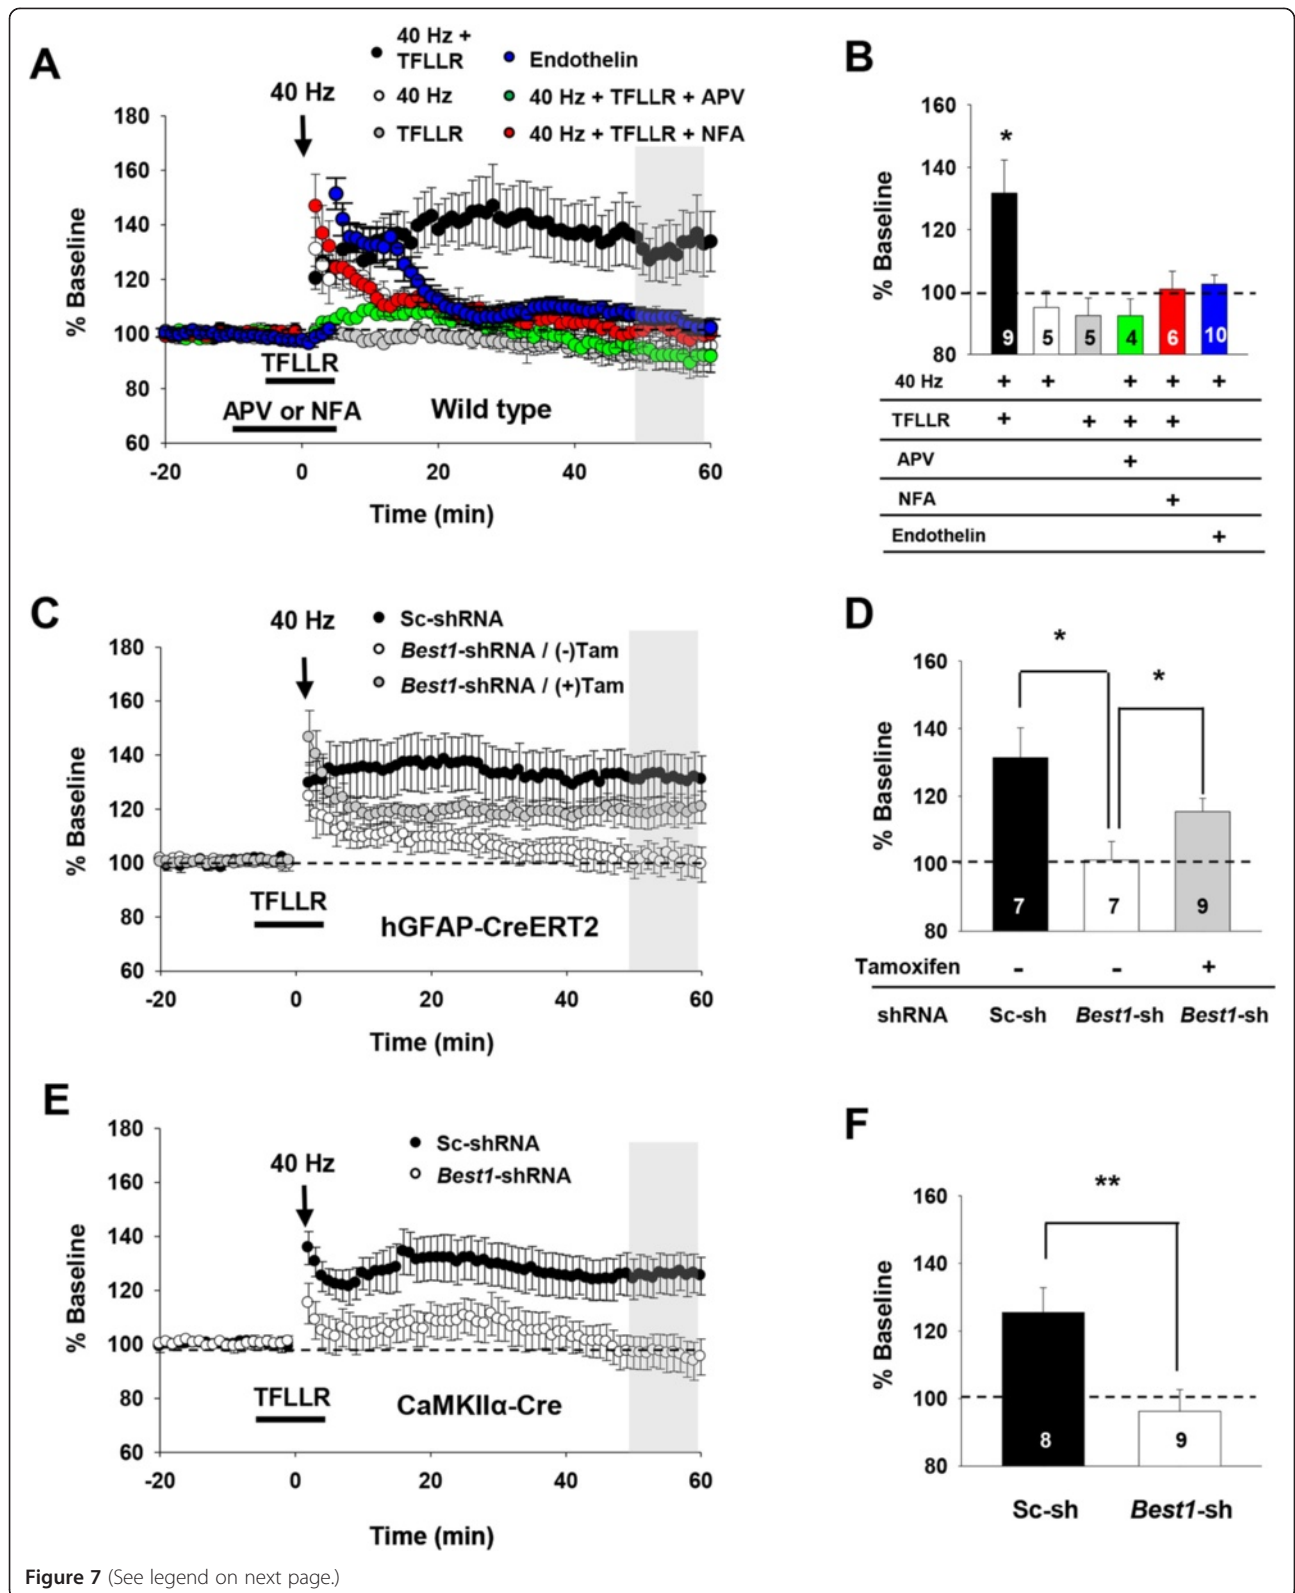 A
40 Hz + TFLLR
40 Hz
TFLLR
Endothelin
40 Hz + TFLLR + APV
40 Hz + TFLLR + NFA
40 Hz
180
160
140
120
100
80
60
% Baseline
TFLLR
APV or NFA
Wild type
-20 0 20 40 60
Time (min)
B
160
140
120
100
80
% Baseline
*
9 5 5 4 6 10
40 Hz + + + + +
TFLLR + + + +
APV +
NFA +
Endothelin +
C
40 Hz
Sc-shRNA
Best1-shRNA / (-)Tam
Best1-shRNA / (+)Tam
180
160
140
120
100
80
60
% Baseline
TFLLR
hGFAP-CreERT2
-20 0 20 40 60
Time (min)
D
160
140
120
100
80
% Baseline
* *
7 7 9
Tamoxifen - - +
shRNA Sc-sh Best1-sh Best1-sh
E
40 Hz
Sc-shRNA
Best1-shRNA
180
160
140
120
100
80
60
% Baseline
TFLLR
CaMKIIα-Cre
-20 0 20 40 60
Time (min)
F
160
140
120
100
80
% Baseline
**
8 9
Sc-sh Best1-sh
Figure 7 (See legend on next page.)